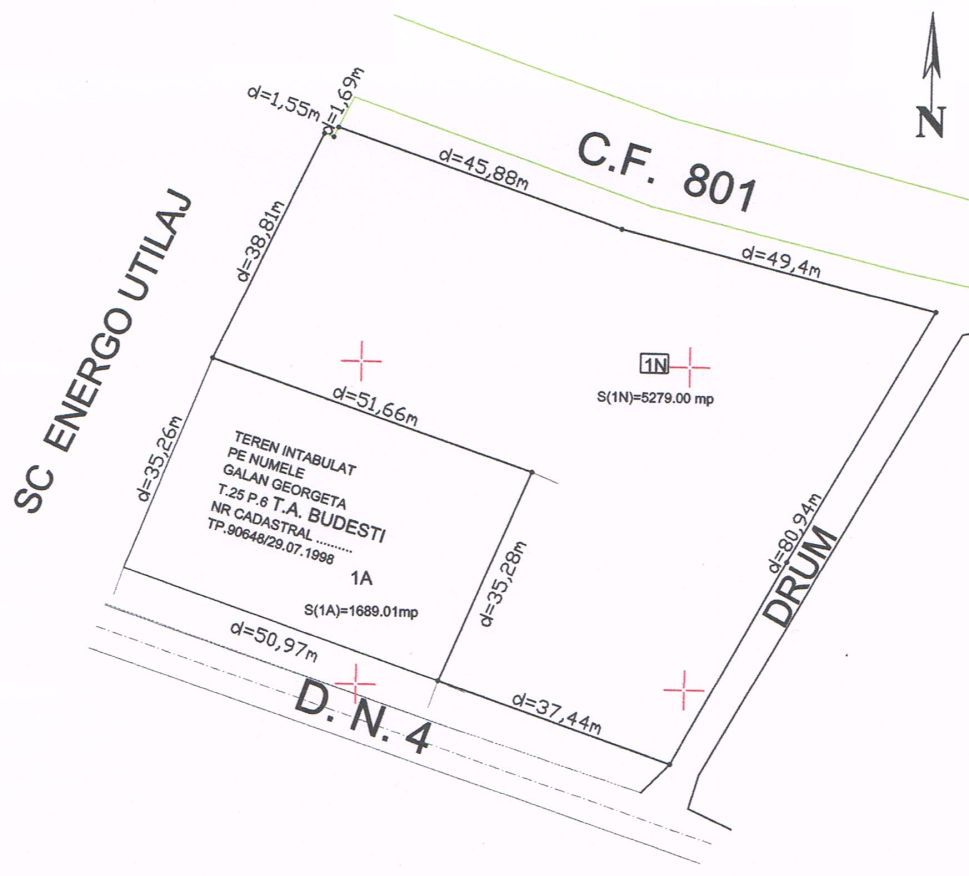 N
d=1,55m
d=1,69m
d=45,88m
C.F. 801
d=49,4m
d=38,81m
SC ENERGO UTILAJ
1N
S(1N)=5279.00 mp
d=51,66m
d=35,26m
TEREN INTABULAT
PE NUMELE
GALAN GEORGETA
T.25 P.6 T.A. BUDESTI
NR CADASTRAL ..........
TP.90648/29.07.1998
1A
S(1A)=1689.01mp
d=35,28m
d=80,94m
DRUM
d=50,97m
d=37,44m
D. N. 4